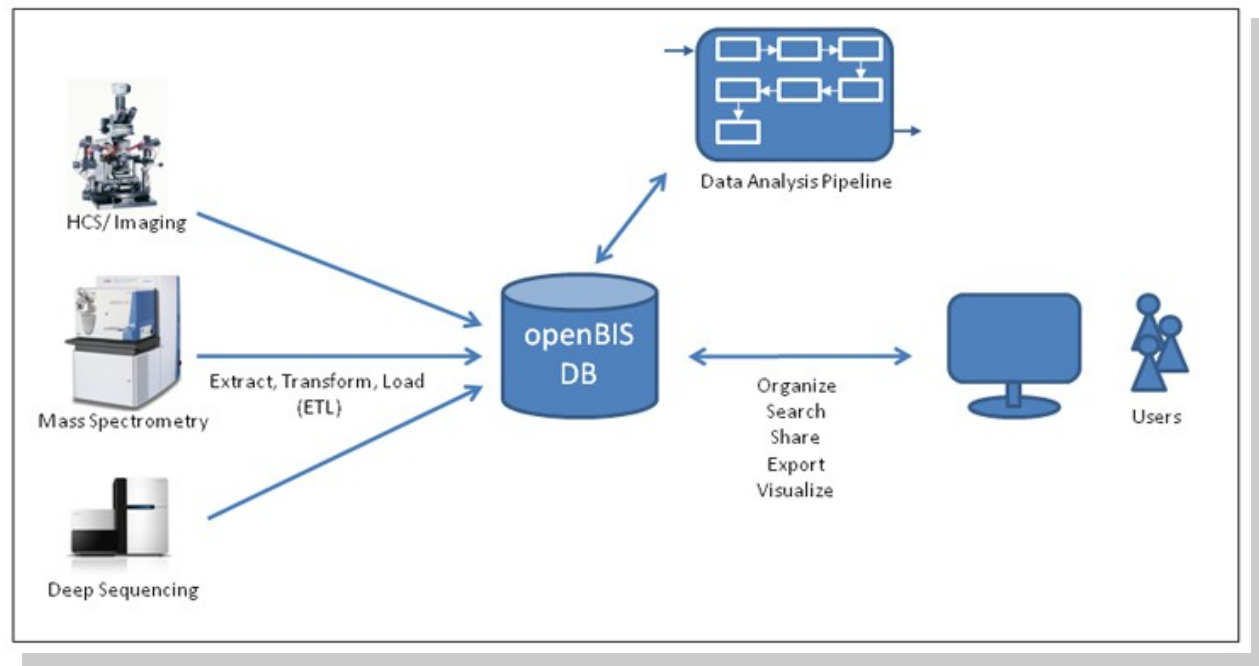 Data Analysis Pipeline
HCS/ Imaging
openBIS
DB
Extract, Transform, Load
(ETL)
Mass Spectrometry
Organize
Search
Share
Export
Visualize
Users
Deep Sequencing